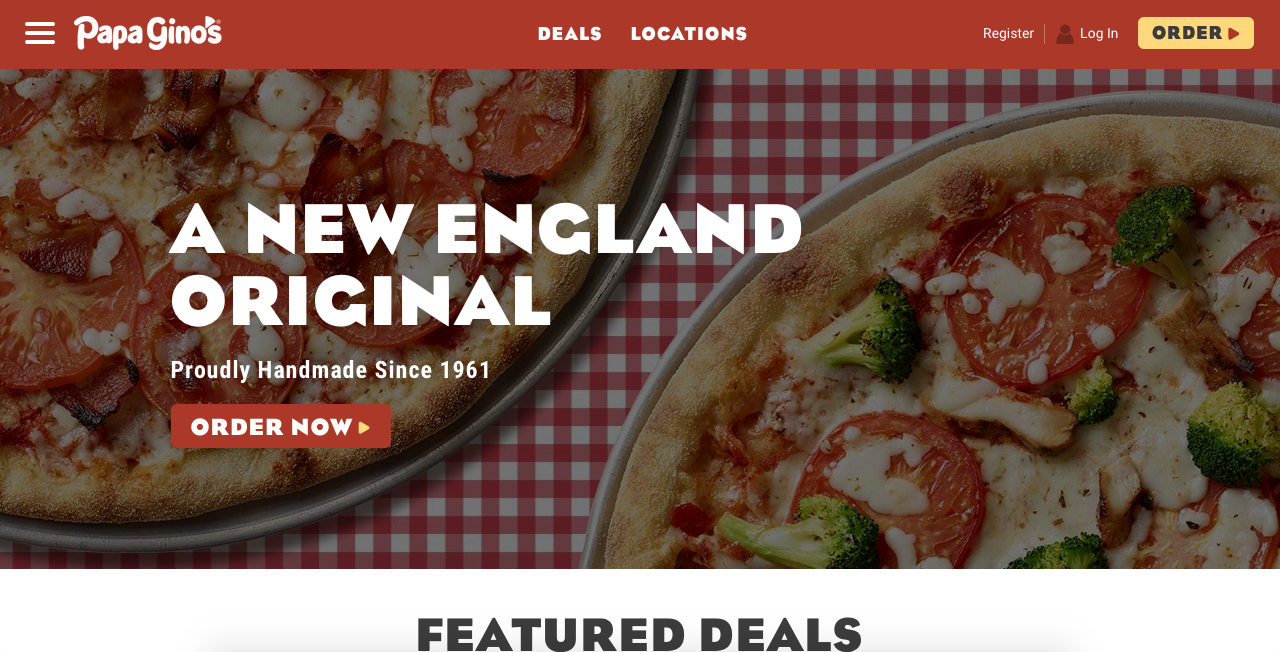 Papa Gino's
DEALS
LOCATIONS
Register
Log In
ORDER
A NEW ENGLAND
ORIGINAL
Proudly Handmade Since 1961
ORDER NOW
FEATURED DEALS